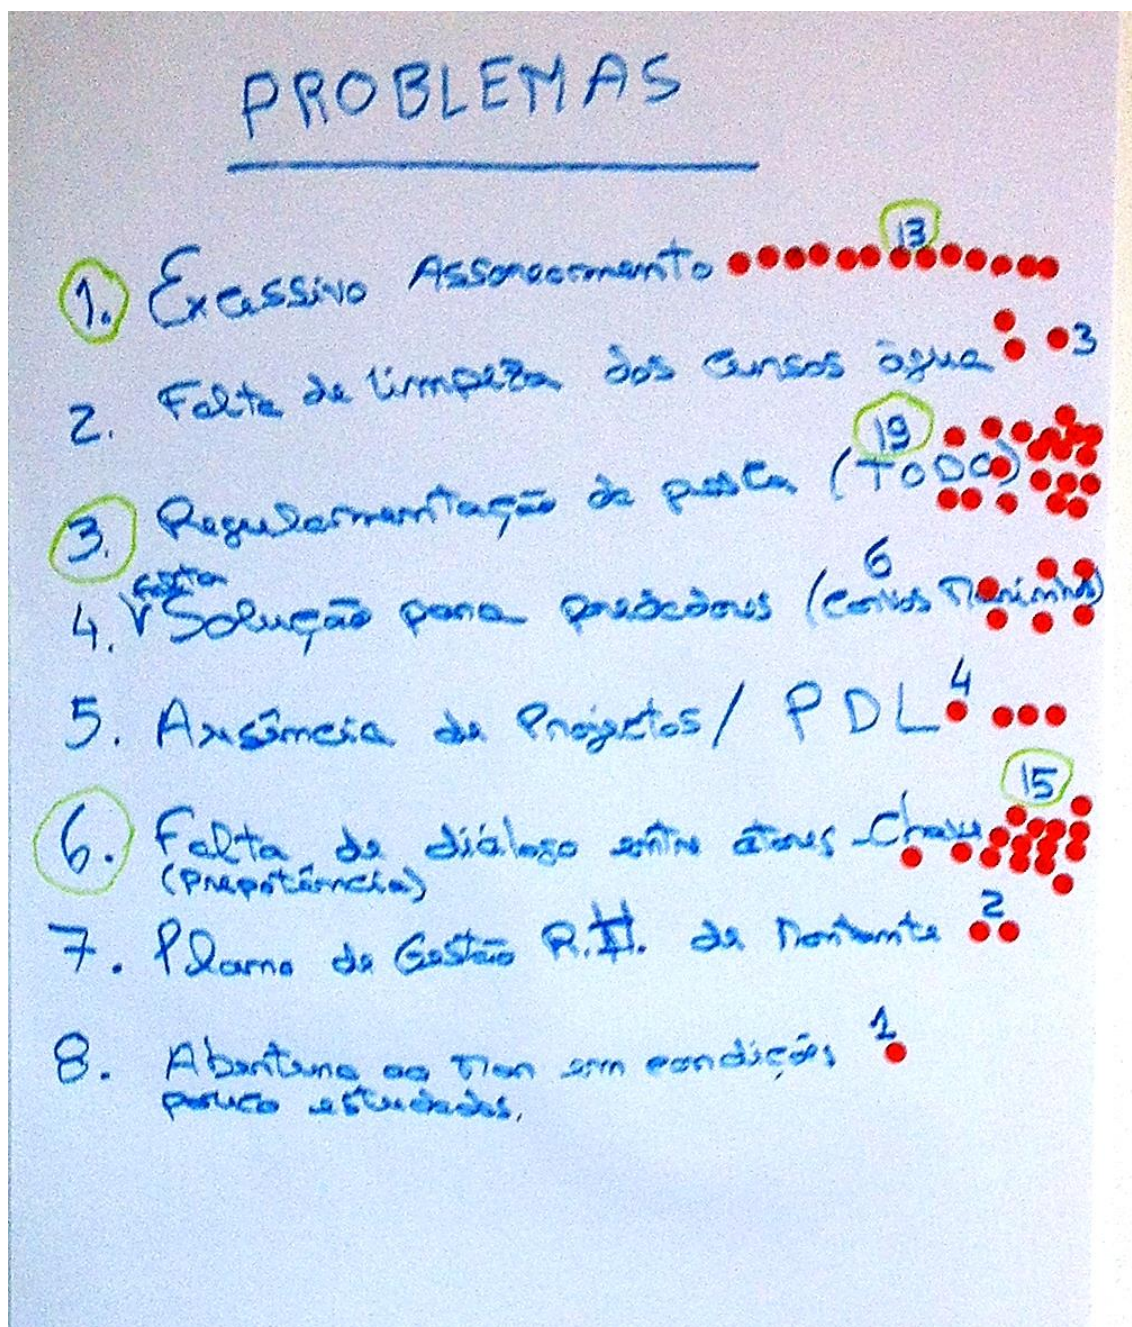 PROBLEMAS
13
1. Excessivo Assoreamento
2. Falta de limpeza dos cursos água 3
19
3. Regulamentação da pesca (TODO)
falta 6
4. Solução para predadores (corvos Marinhos)
5. Ausência de Projectos / PDL 4
15
6. Falta de diálogo entre atores chave
(prepotência)
7. Plano de Gestão R.H. de Montante 2
8. Abertura ao Mar em condições 1
pouco estudadas.